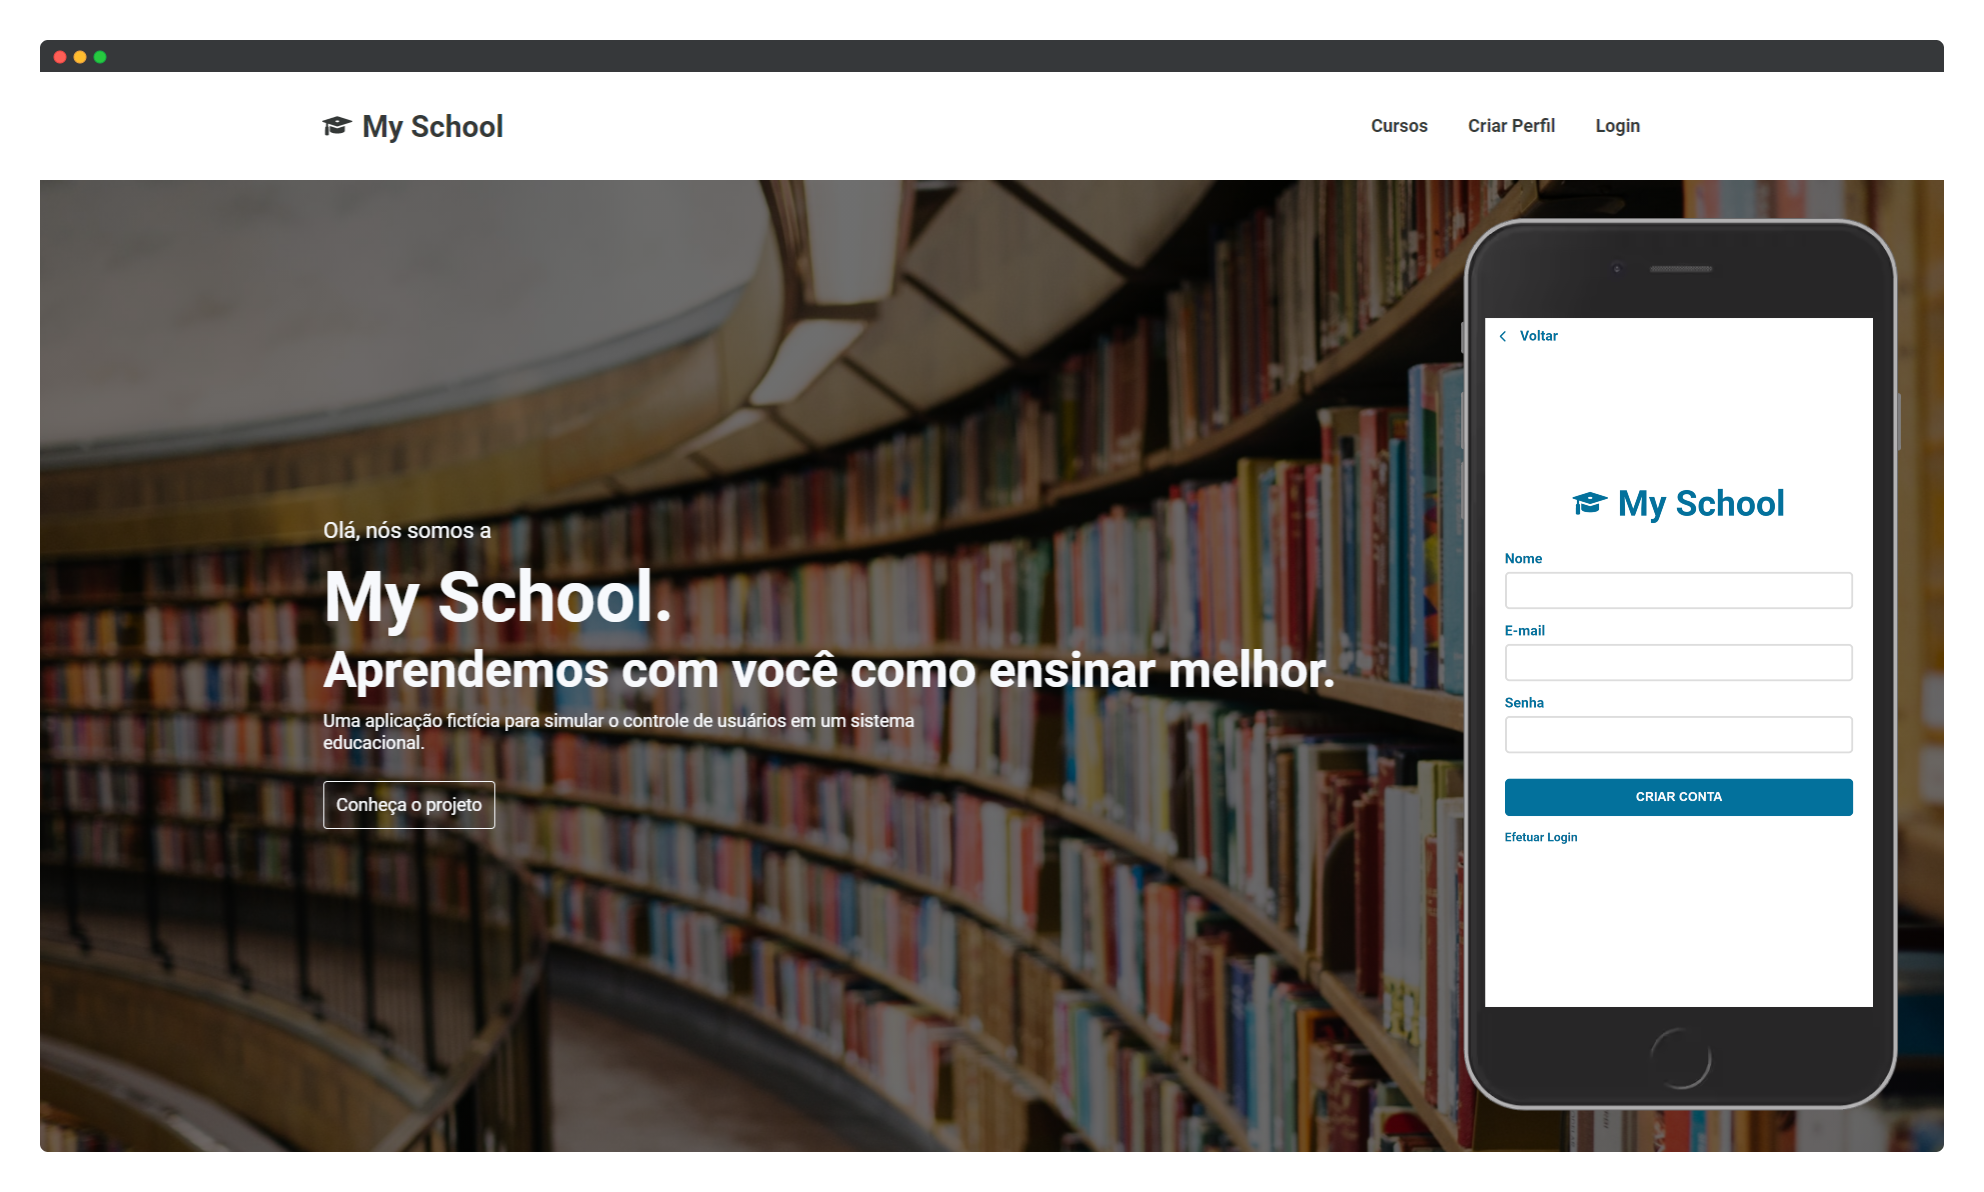 My School
Cursos
Criar Perfil
Login
Olá, nós somos a
My School.
Aprendemos com você como ensinar melhor.
Uma aplicação fictícia para simular o controle de usuários em um sistema
educacional.
Conheça o projeto
Voltar
My School
Nome
E-mail
Senha
CRIAR CONTA
Efetuar Login